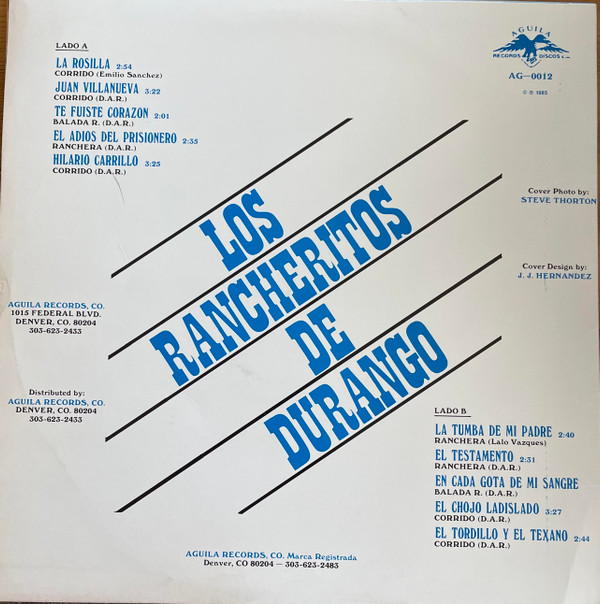 LADO A
LA ROSILLA 2:54
CORRIDO (Emilio Sanchez)
JUAN VILLANUEVA 3:22
CORRIDO (D.A.R.)
TE FUISTE CORAZON 2:01
BALADA R. (D.A.R.)
EL ADIOS DEL PRISIONERO 2:35
RANCHERA (D.A.R.)
HILARIO CARRILLO 3:25
CORRIDO (D.A.R.)
AGUILA
RECORDS DISCOS
AG-0012
© ℗ 1985
LOS
RANCHERITOS
DE
DURANGO
Cover Photo by:
STEVE THORTON
Cover Design by:
J. J. HERNANDEZ
AGUILA RECORDS, CO.
1015 FEDERAL BLVD.
DENVER, CO. 80204
303-623-2433
Distributed by:
AGUILA RECORDS, CO.
DENVER, CO. 80204
303-623-2433
LADO B
LA TUMBA DE MI PADRE 2:40
RANCHERA (Lalo Vazques)
EL TESTAMENTO 2:31
RANCHERA (D.A.R.)
EN CADA GOTA DE MI SANGRE
BALADA R. (D.A.R.)
EL CHOJO LADISLADO 3:27
CORRIDO (D.A.R.)
EL TORDILLO Y EL TEXANO 2:44
CORRIDO (D.A.R.)
AGUILA RECORDS, CO. Marca Registrada
Denver, CO 80204 — 303-623-2483